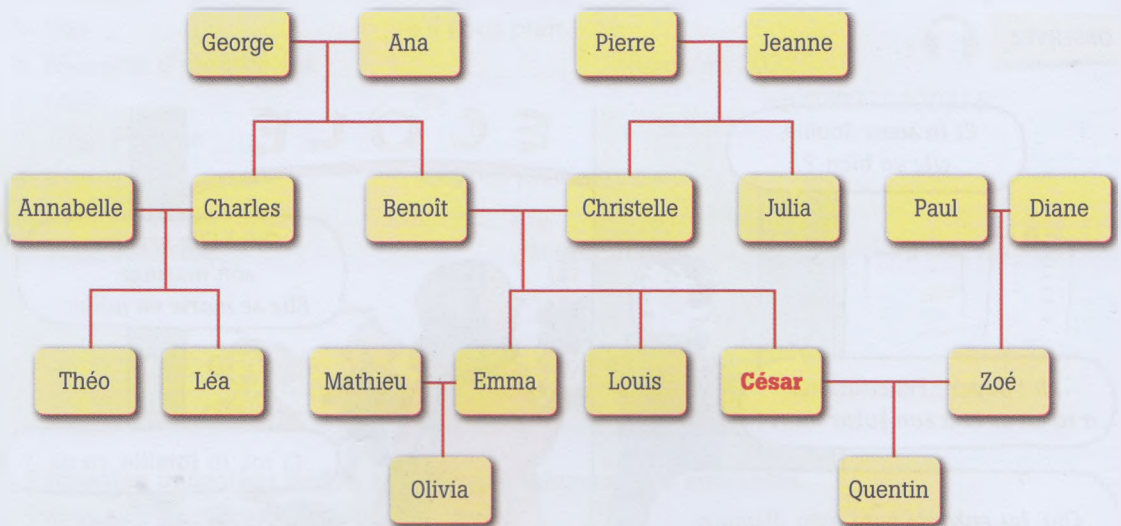 George Ana Pierre Jeanne
Annabelle Charles Benoît Christelle Julia Paul Diane
Théo Léa Mathieu Emma Louis César Zoé
Olivia Quentin